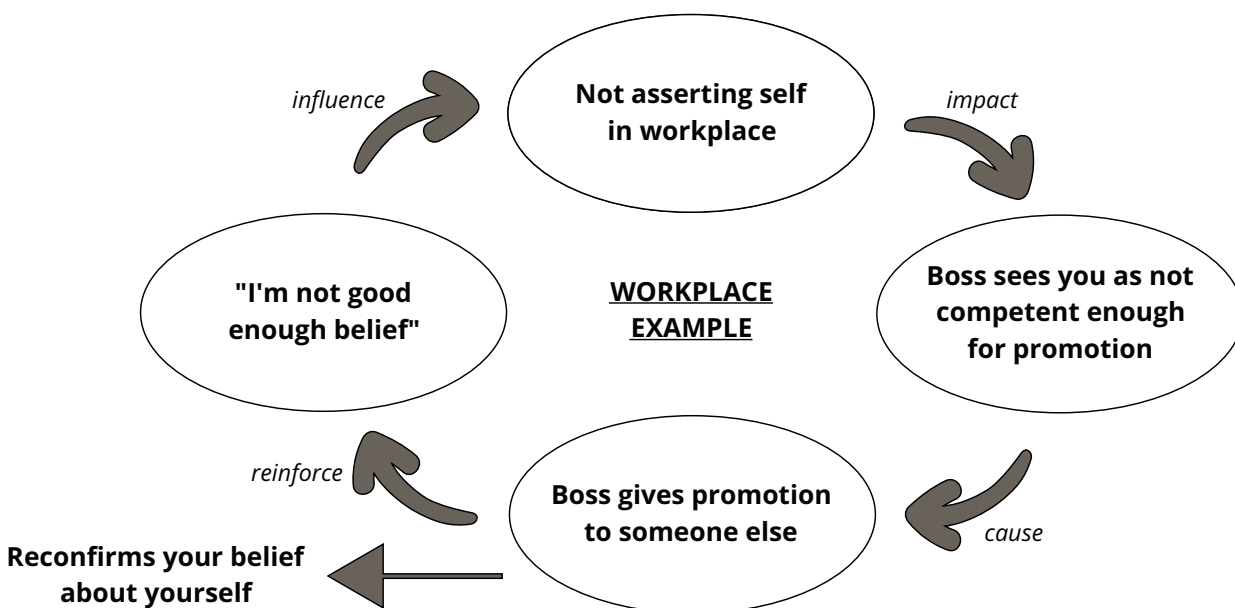 influence
Not asserting self
in workplace
impact
"I'm not good
enough belief"
WORKPLACE
EXAMPLE
Boss sees you as not
competent enough
for promotion
reinforce
Boss gives promotion
to someone else
cause
Reconfirms your belief
about yourself